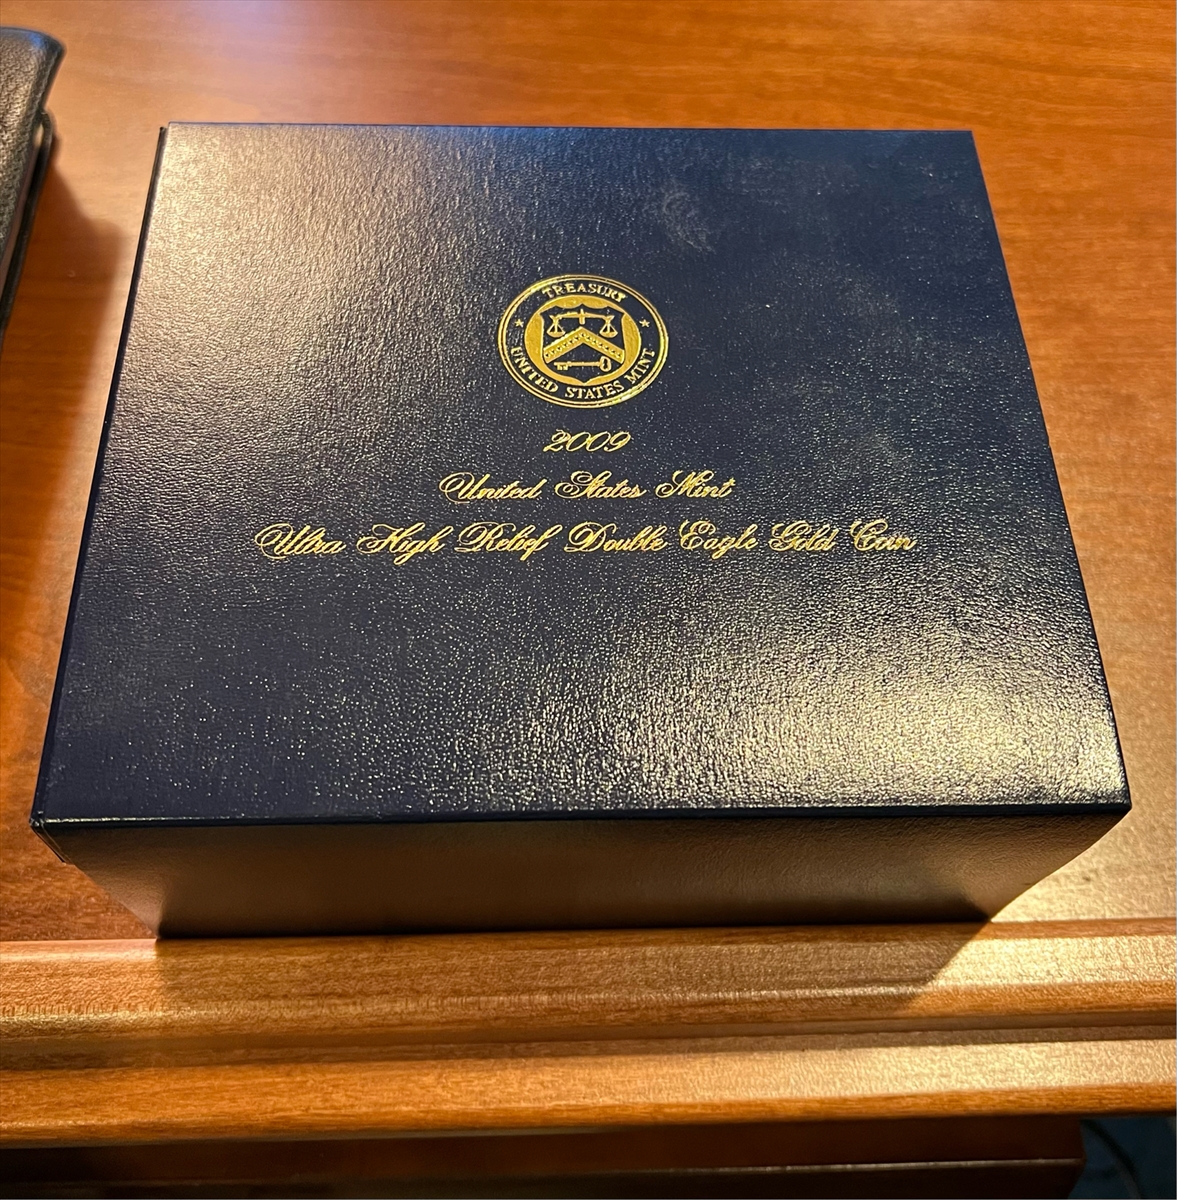 TREASURY
UNITED STATES MINT
2009
United States Mint
Ultra High Relief Double Eagle Gold Coin